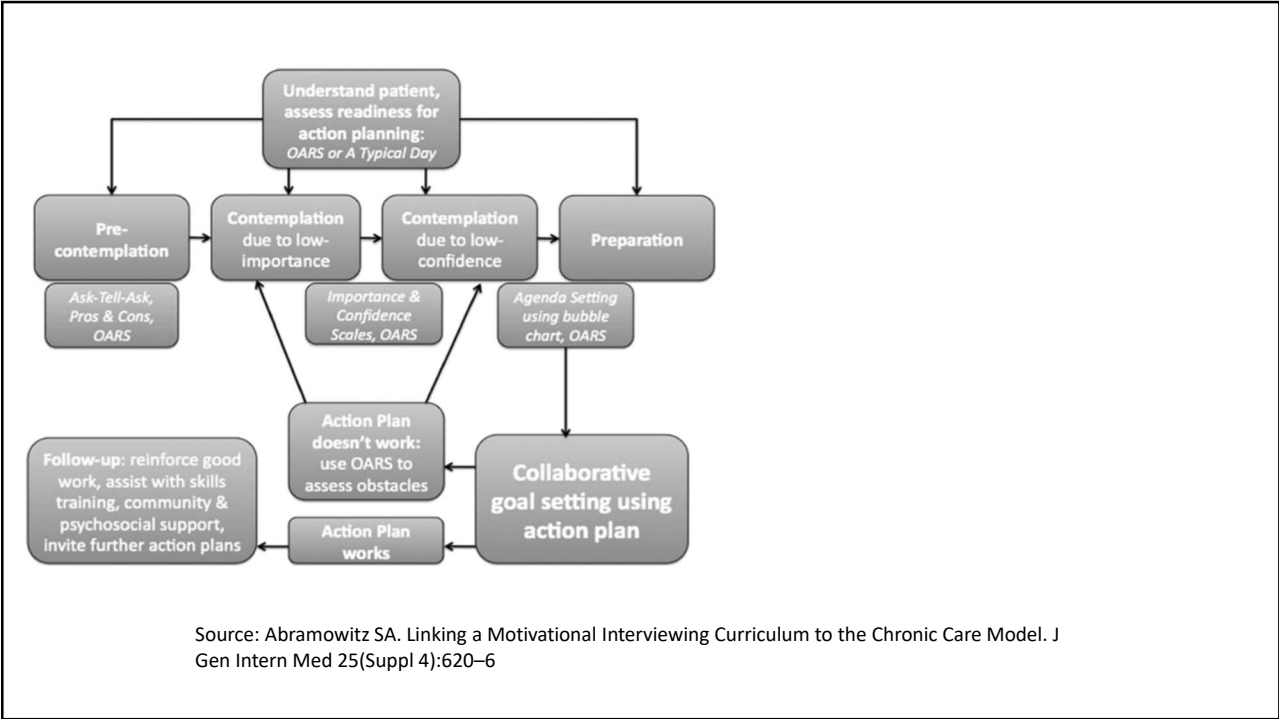 Understand patient,
assess readiness for
action planning:
OARS or A Typical Day
Pre-
contemplation
Contemplation
due to low-
importance
Contemplation
due to low-
confidence
Preparation
Ask-Tell-Ask,
Pros & Cons,
OARS
Importance &
Confidence
Scales, OARS
Agenda Setting
using bubble
chart, OARS
Action Plan
doesn't work:
use OARS to
assess obstacles
Collaborative
goal setting using
action plan
Follow-up: reinforce good
work, assist with skills
training, community &
psychosocial support,
invite further action plans
Action Plan
works
Source: Abramowitz SA. Linking a Motivational Interviewing Curriculum to the Chronic Care Model. J
Gen Intern Med 25(Suppl 4):620–6